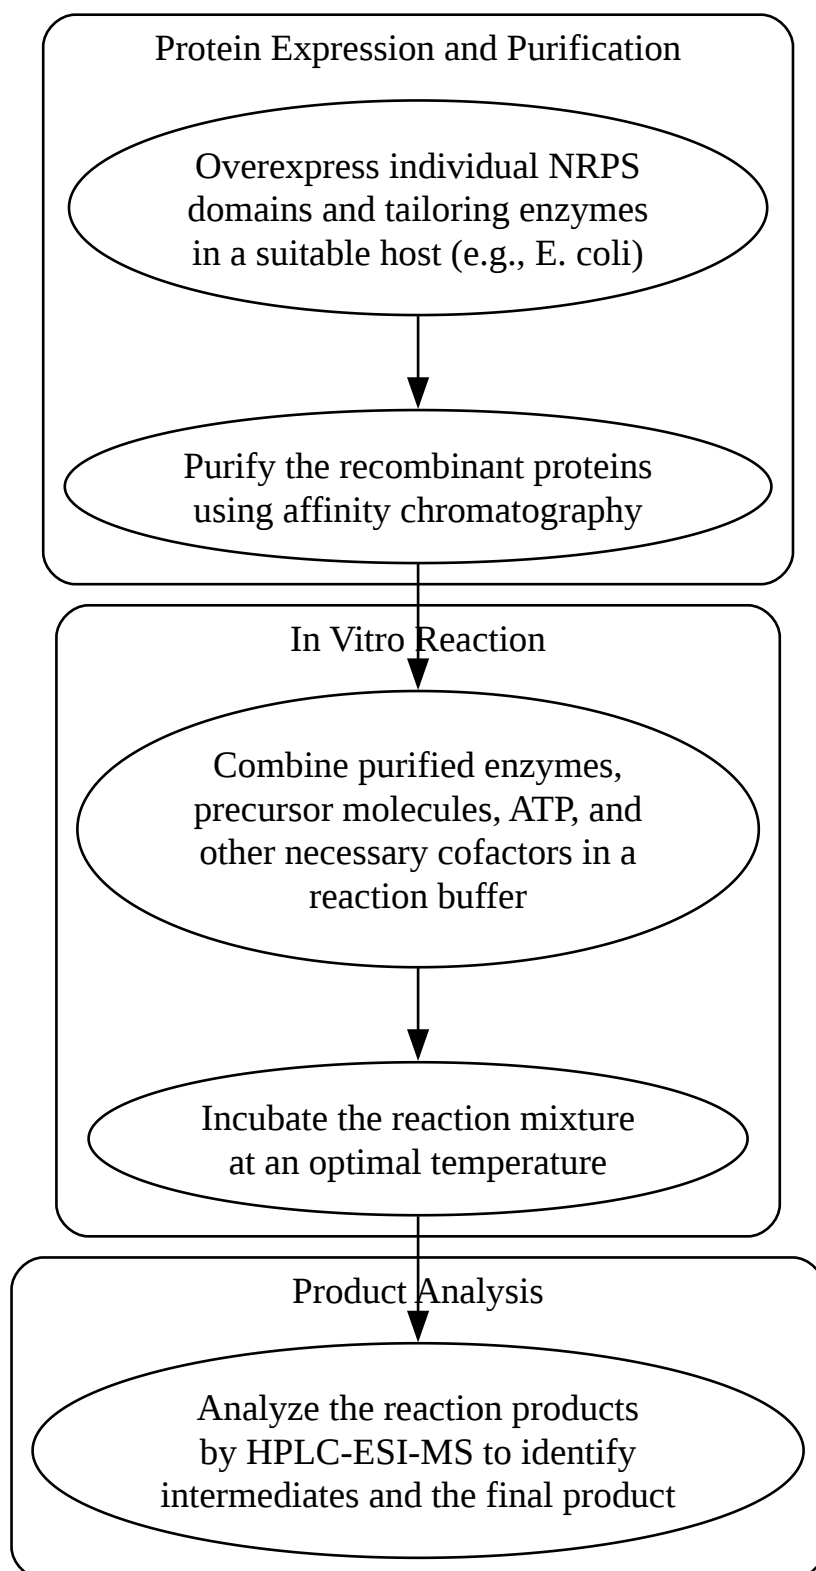 Protein Expression and Purification
Overexpress individual NRPS
domains and tailoring enzymes
in a suitable host (e.g., E. coli)
Purify the recombinant proteins
using affinity chromatography
In Vitro Reaction
Combine purified enzymes,
precursor molecules, ATP, and
other necessary cofactors in a
reaction buffer
Incubate the reaction mixture
at an optimal temperature
Product Analysis
Analyze the reaction products
by HPLC-ESI-MS to identify
intermediates and the final product